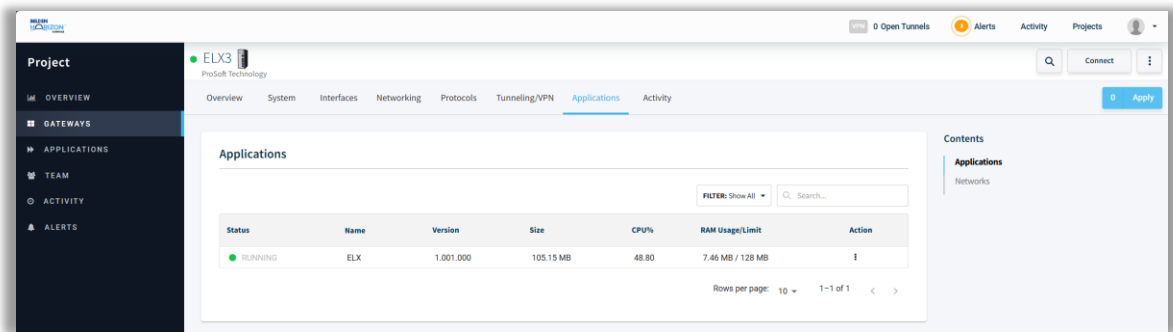 BELDEN
HORIZON
CONSOLE
VPN 0 Open Tunnels
3 Alerts
Activity
Projects
Project
OVERVIEW
GATEWAYS
APPLICATIONS
TEAM
ACTIVITY
ALERTS
ELX3
ProSoft Technology
Connect
Overview System Interfaces Networking Protocols Tunneling/VPN Applications Activity
0 Apply
Applications
FILTER: Show All Search...
Status Name Version Size CPU% RAM Usage/Limit Action
RUNNING ELX 1.001.000 105.15 MB 48.80 7.46 MB / 128 MB
Rows per page: 10 1–1 of 1
Contents
Applications
Networks